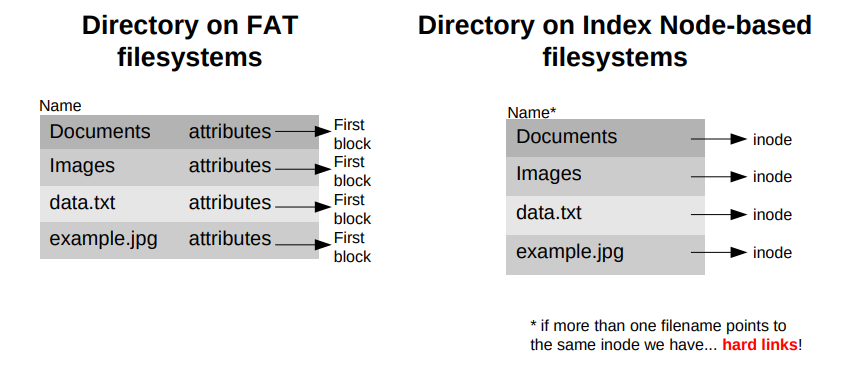 Directory on FAT
filesystems
Name
Documents attributes First block
Images attributes First block
data.txt attributes First block
example.jpg attributes First block
Directory on Index Node-based
filesystems
Name*
Documents inode
Images inode
data.txt inode
example.jpg inode
* if more than one filename points to
the same inode we have... hard links!